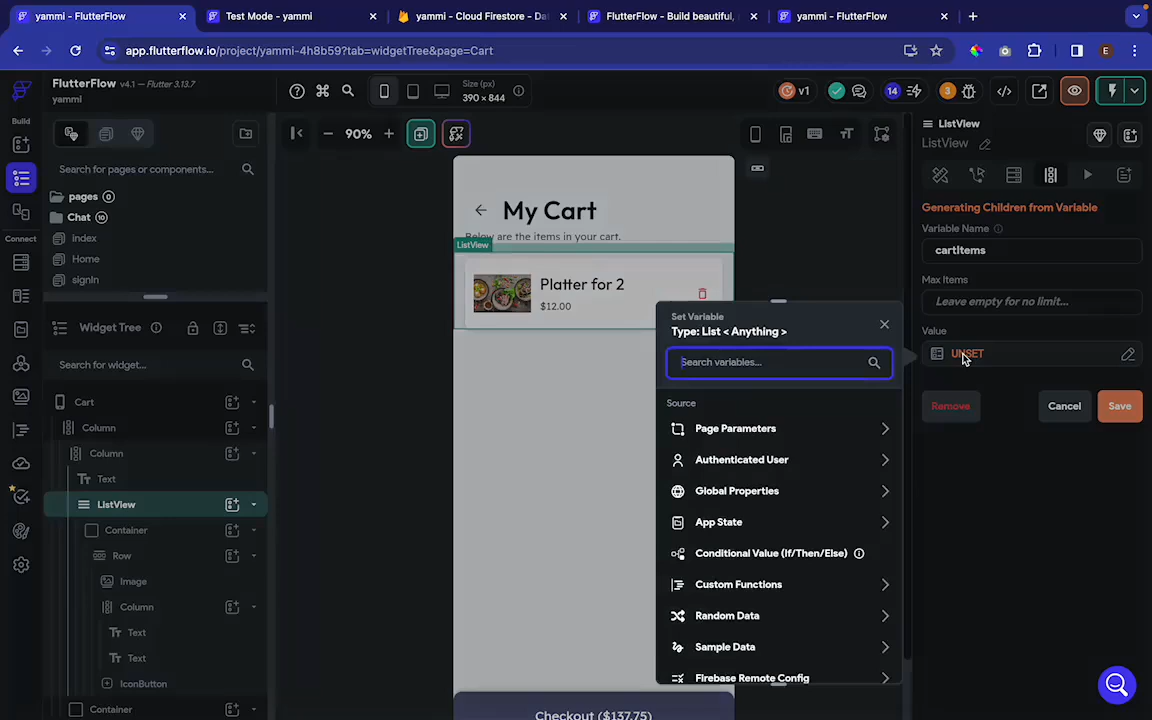 yammi - FlutterFlow
Test Mode - yammi
yammi - Cloud Firestore - Da
FlutterFlow - Build beautiful,
yammi - FlutterFlow
app.flutterflow.io/project/yammi-4h8b59?tab=widgetTree&page=Cart
E
FlutterFlow v4.1 - Flutter 3.13.7
yammi
Size (px)
390 × 844
v1
14
3
Build
Connect
Search for pages or components...
pages 0
Chat 10
index
Home
signIn
Widget Tree
Search for widget...
Cart
Column
Column
Text
ListView
Container
Row
Image
Column
Text
Text
IconButton
Container
90%
My Cart
Below are the items in your cart.
ListView
Platter for 2
$12.00
Checkout ($137.75)
Set Variable
Type: List < Anything >
Search variables...
Source
Page Parameters
Authenticated User
Global Properties
App State
Conditional Value (If/Then/Else)
Custom Functions
Random Data
Sample Data
Firebase Remote Config
ListView
ListView
Generating Children from Variable
Variable Name
cartItems
Max Items
Leave empty for no limit...
Value
UNSET
Remove
Cancel
Save